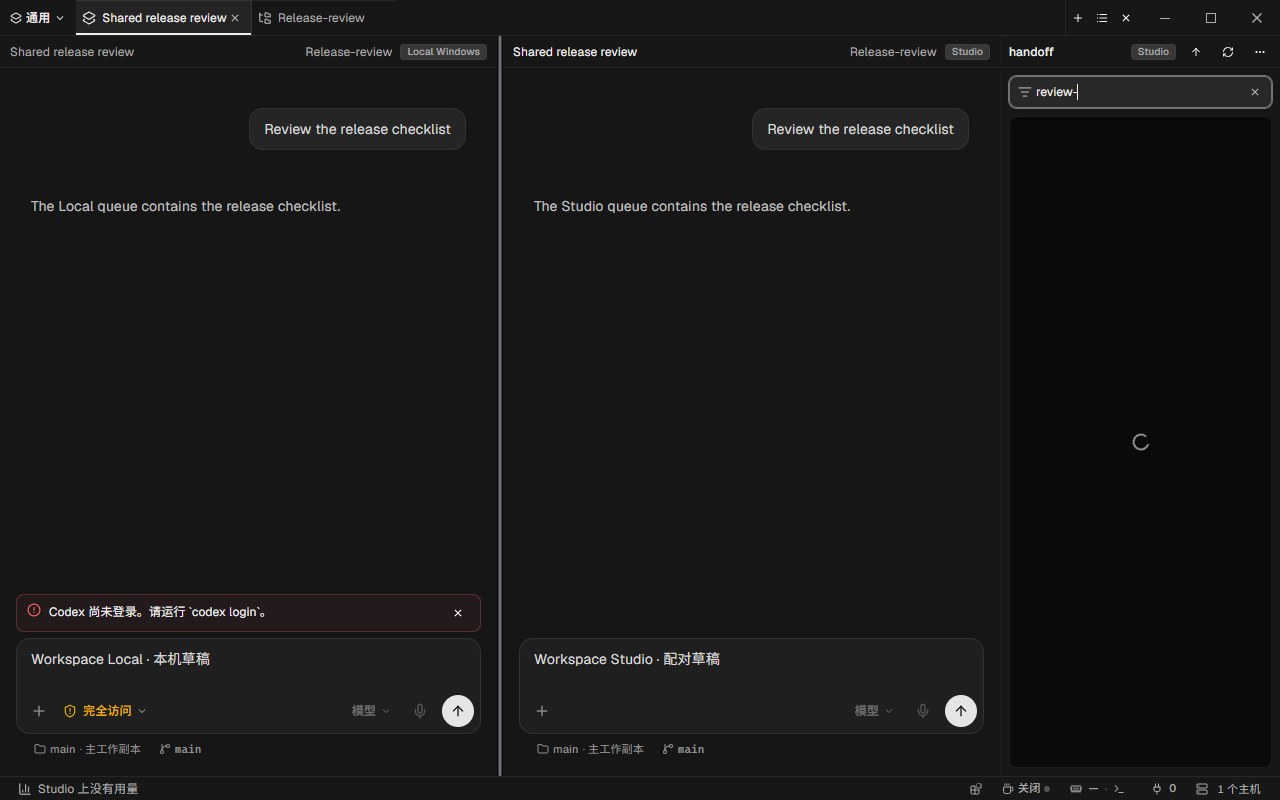 通用
Shared release review
Release-review
Shared release review
Release-review
Local Windows
Shared release review
Release-review
Studio
handoff
Studio
review-
Review the release checklist
Review the release checklist
The Local queue contains the release checklist.
The Studio queue contains the release checklist.
Codex 尚未登录。请运行 `codex login`。
Workspace Local · 本机草稿
Workspace Studio · 配对草稿
完全访问
模型
模型
main · 主工作副本
main
main · 主工作副本
main
Studio 上没有用量
关闭
— ·
0
1 个主机